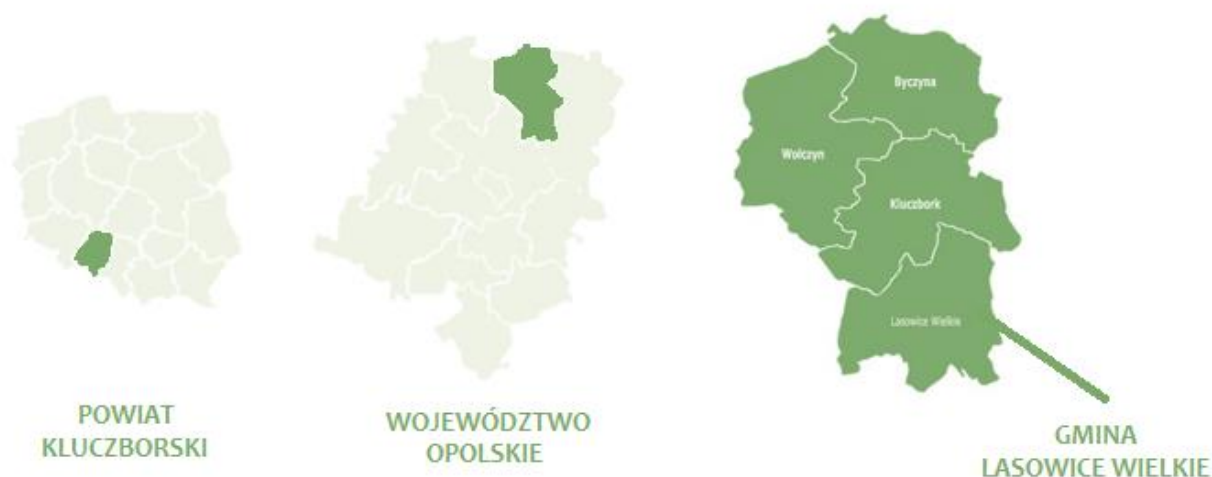 Byczyna
Wołczyn
Kluczbork
Lasowice Wielkie
POWIAT
KLUCZBORSKI
WOJEWÓDZTWO
OPOLSKIE
GMINA
LASOWICE WIELKIE